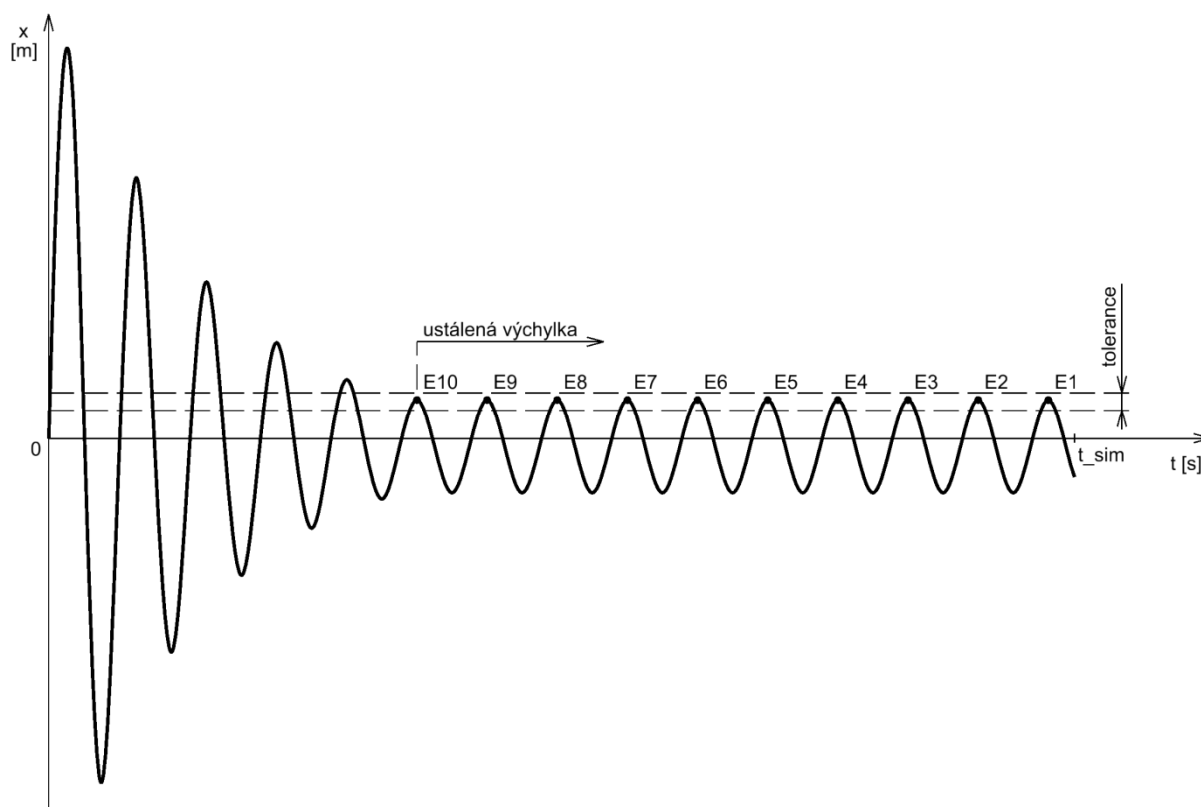 x
[m]
tolerance
ustálená výchylka
E10 E9 E8 E7 E6 E5 E4 E3 E2 E1
0
t_sim
t [s]